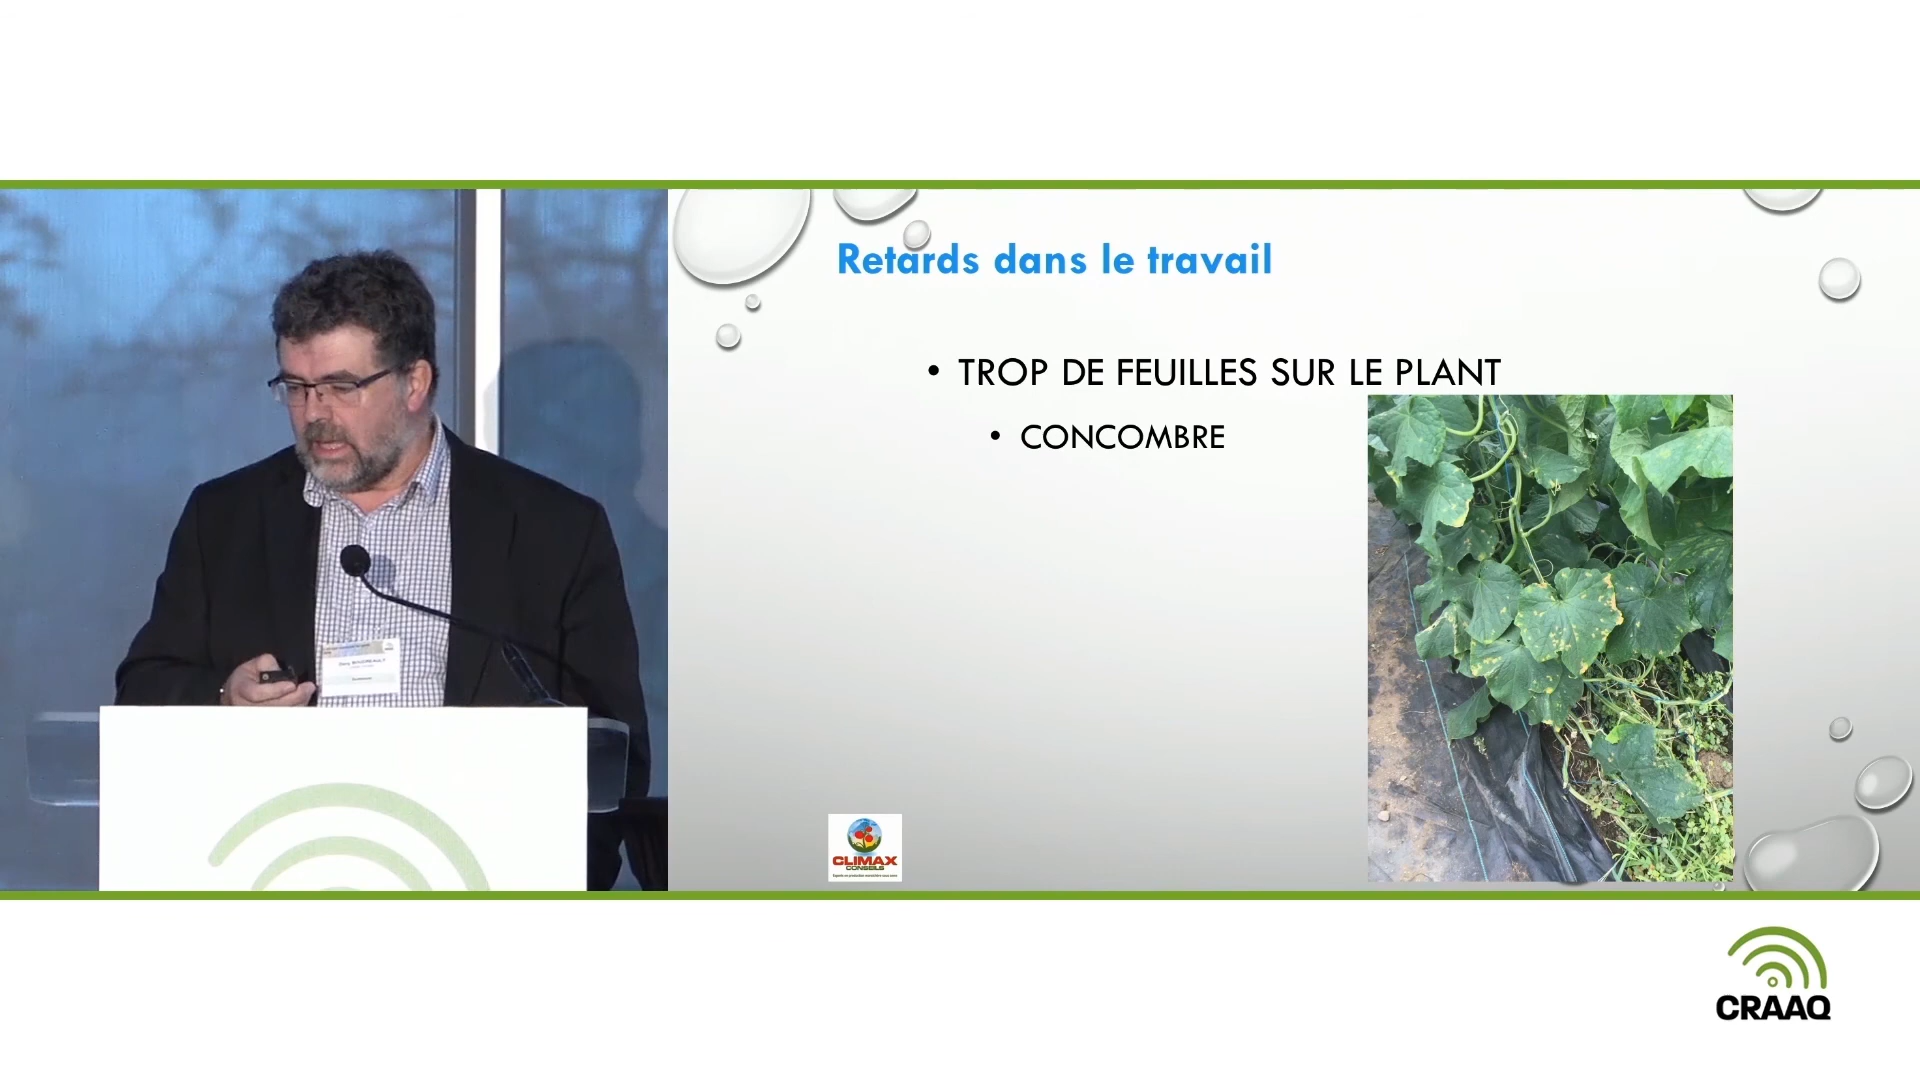 Retards dans le travail
• TROP DE FEUILLES SUR LE PLANT
• CONCOMBRE
CLIMAX
CONSEILS
CRAAQ